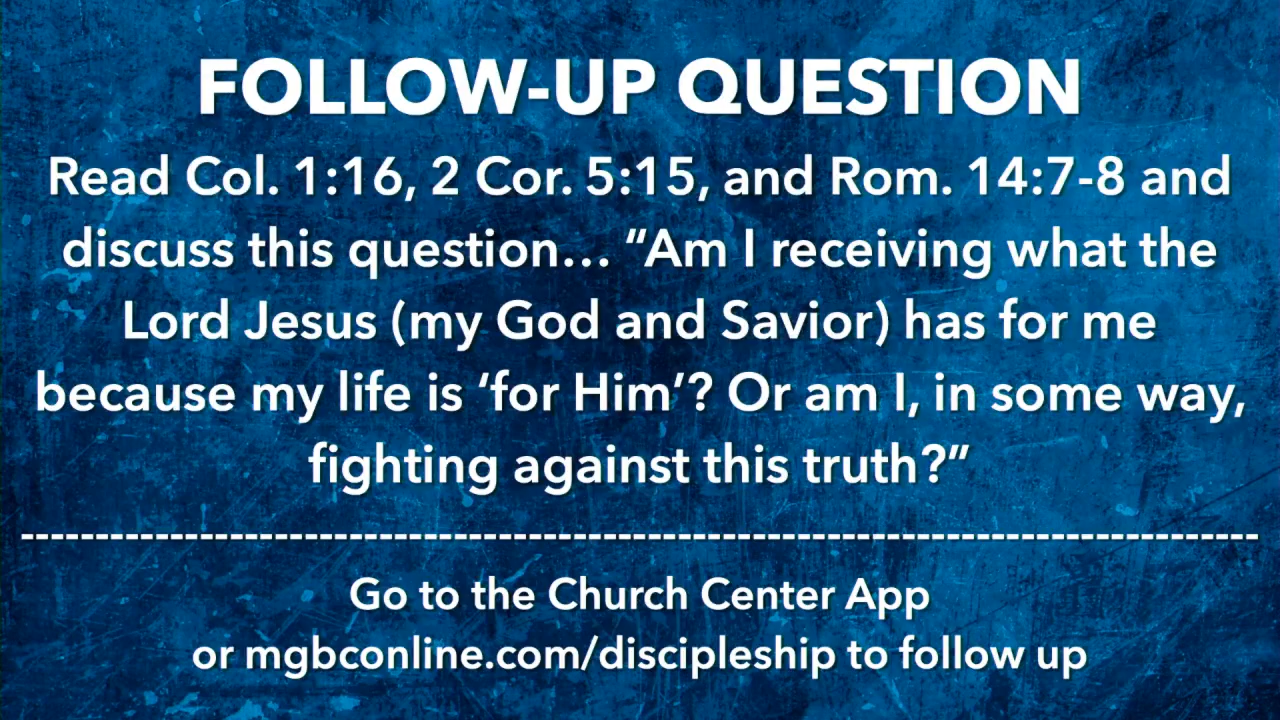 FOLLOW-UP QUESTION
Read Col. 1:16, 2 Cor. 5:15, and Rom. 14:7-8 and
discuss this question… “Am I receiving what the
Lord Jesus (my God and Savior) has for me
because my life is ‘for Him’? Or am I, in some way,
fighting against this truth?”
--------------------------------------------------------------------------------
Go to the Church Center App
or mgbconline.com/discipleship to follow up